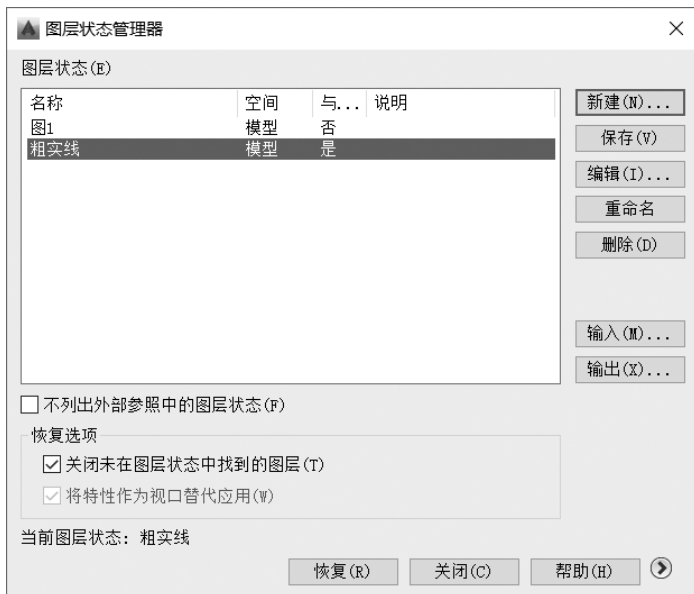 图层状态管理器
图层状态(E)
名称 空间 与... 说明
图1 模型 否
粗实线 模型 是
新建(N)...
保存(V)
编辑(I)...
重命名
删除(D)
输入(M)...
输出(X)...
不列出外部参照中的图层状态(F)
恢复选项
关闭未在图层状态中找到的图层(T)
将特性作为视口替代应用(W)
当前图层状态: 粗实线
恢复(R) 关闭(C) 帮助(H)